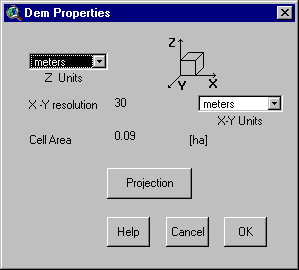 Dem Properties
Z
meters
Y
X
Z Units
X -Y resolution
30
meters
X-Y Units
Cell Area
0.09
[ha]
Projection
Help
Cancel
OK